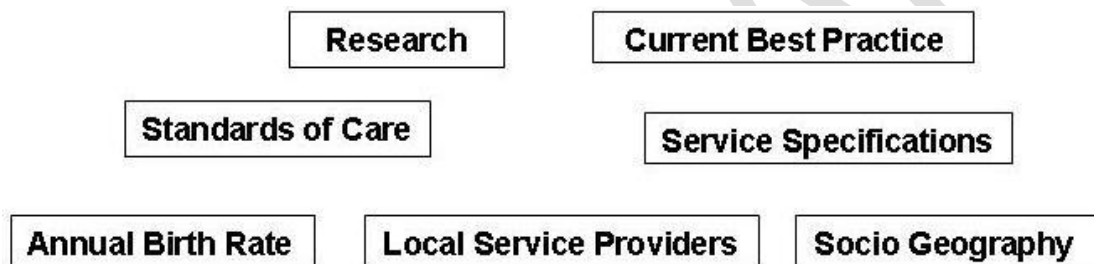 Research
Current Best Practice
Standards of Care
Service Specifications
Annual Birth Rate
Local Service Providers
Socio Geography